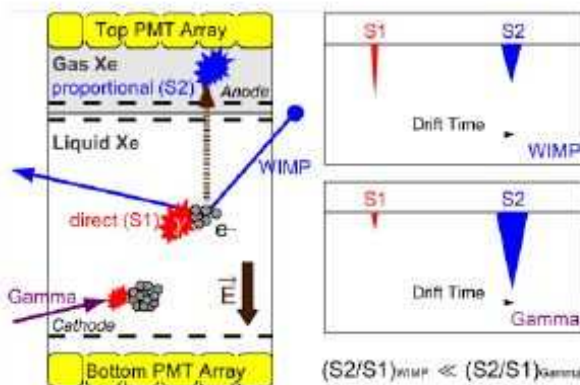 Top PMT Array
Gas Xe
proportional (S2)
Anode
Liquid Xe
WIMP
direct (S1)
e-
Gamma
E
Cathode
Bottom PMT Array
S1 S2
Drift Time
WIMP
S1 S2
Drift Time
Gamma
(S2/S1)WIMP ≪ (S2/S1)Gamma